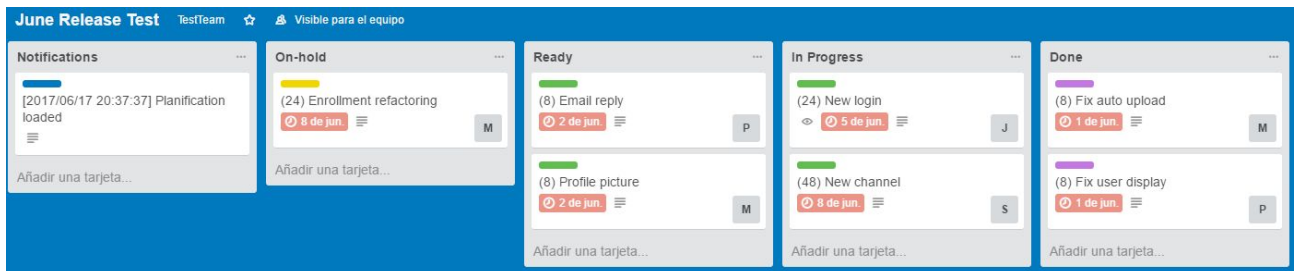 June Release Test TestTeam Visible para el equipo
Notifications
[2017/06/17 20:37:37] Planification
loaded
Añadir una tarjeta...
On-hold
(24) Enrollment refactoring
8 de jun.
M
Añadir una tarjeta...
Ready
(8) Email reply
2 de jun.
P
(8) Profile picture
2 de jun.
M
Añadir una tarjeta...
In Progress
(24) New login
5 de jun.
J
(48) New channel
8 de jun.
S
Añadir una tarjeta...
Done
(8) Fix auto upload
1 de jun.
M
(8) Fix user display
1 de jun.
P
Añadir una tarjeta...